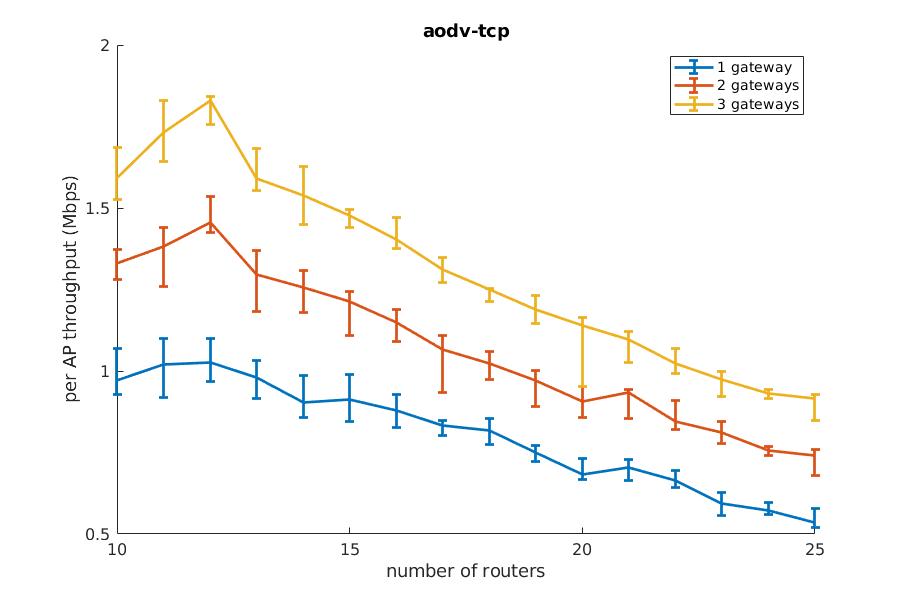 aodv-tcp
1 gateway
2 gateways
3 gateways
2
1.5
1
0.5
per AP throughput (Mbps)
10
15
20
25
number of routers